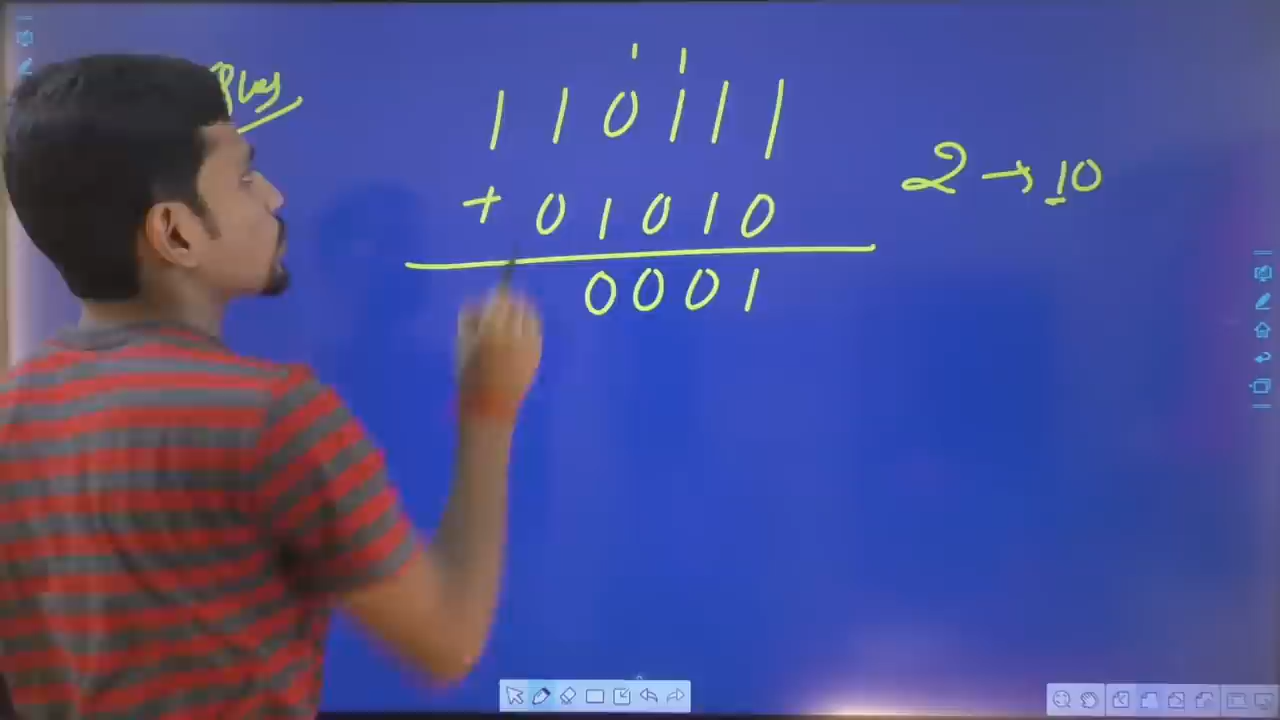 1 1
1 1 0 1 1 1
+ 0 1 0 1 0
0 0 0 1
2 → 10